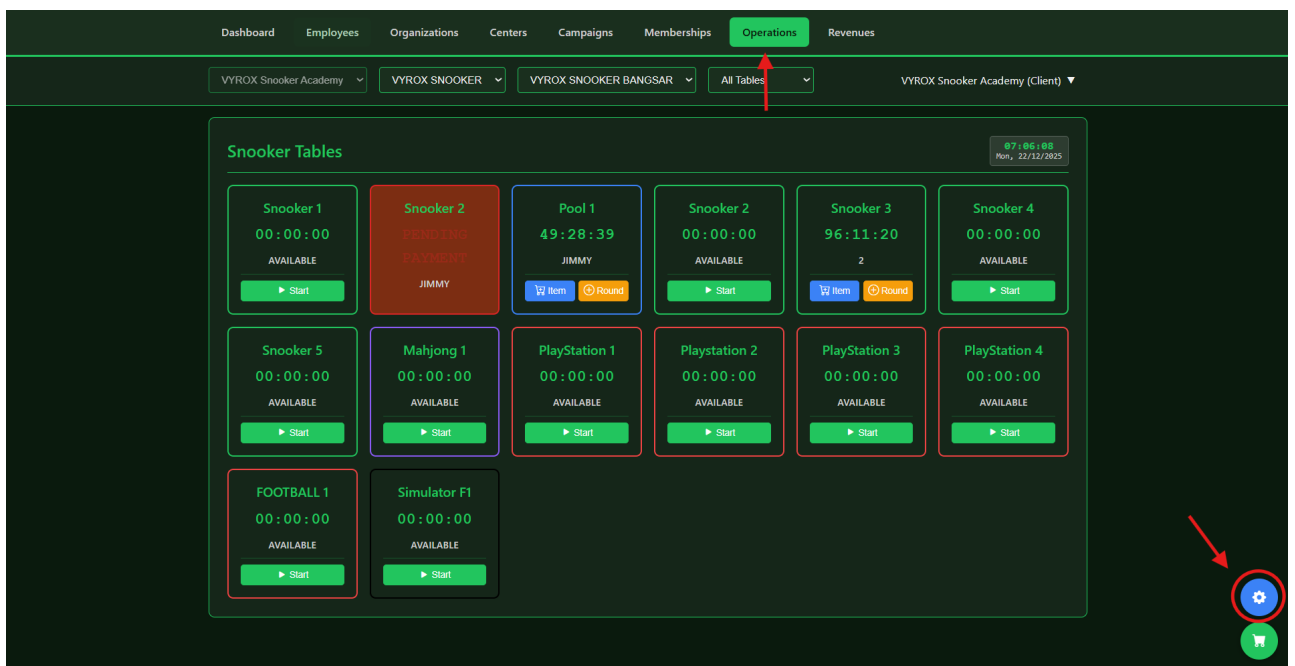 Dashboard Employees Organizations Centers Campaigns Memberships Operations Revenues
VYROX Snooker Academy VYROX SNOOKER VYROX SNOOKER BANGSAR All Tables VYROX Snooker Academy (Client) ▼
Snooker Tables
07:06:08
Mon, 22/12/2025
Snooker 1
00:00:00
AVAILABLE
Start
Snooker 2
PENDING
PAYMENT
JIMMY
Pool 1
49:28:39
JIMMY
Item Round
Snooker 2
00:00:00
AVAILABLE
Start
Snooker 3
96:11:20
2
Item Round
Snooker 4
00:00:00
AVAILABLE
Start
Snooker 5
00:00:00
AVAILABLE
Start
Mahjong 1
00:00:00
AVAILABLE
Start
PlayStation 1
00:00:00
AVAILABLE
Start
Playstation 2
00:00:00
AVAILABLE
Start
PlayStation 3
00:00:00
AVAILABLE
Start
PlayStation 4
00:00:00
AVAILABLE
Start
FOOTBALL 1
00:00:00
AVAILABLE
Start
Simulator F1
00:00:00
AVAILABLE
Start